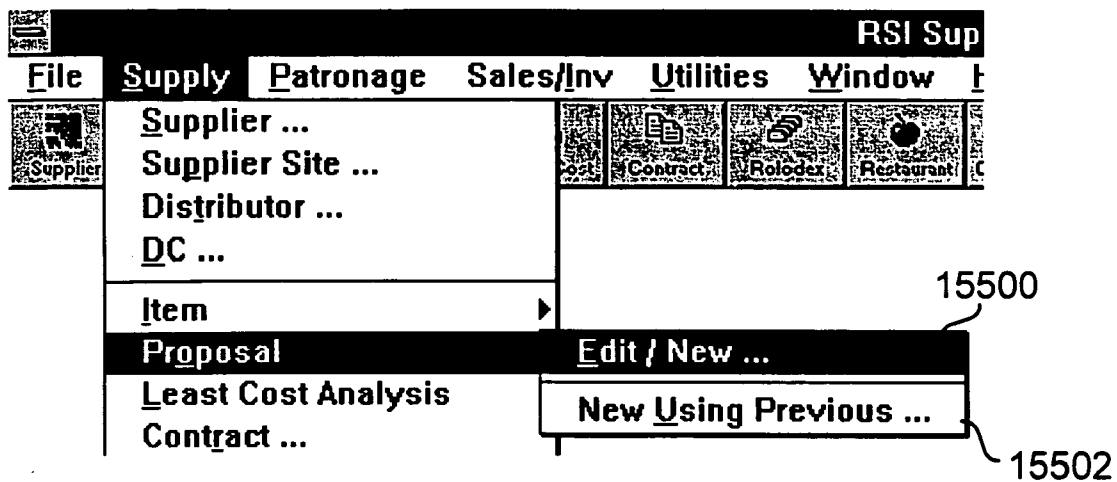 RSI Sup
File Supply Patronage Sales/Inv Utilities Window
Supplier Cost Contract Rolodex Restaurant
Supplier ...
Supplier Site ...
Distributor ...
DC ...
Item
Proposal
Least Cost Analysis
Contract ...
Edit / New ...
New Using Previous ...
15500
15502